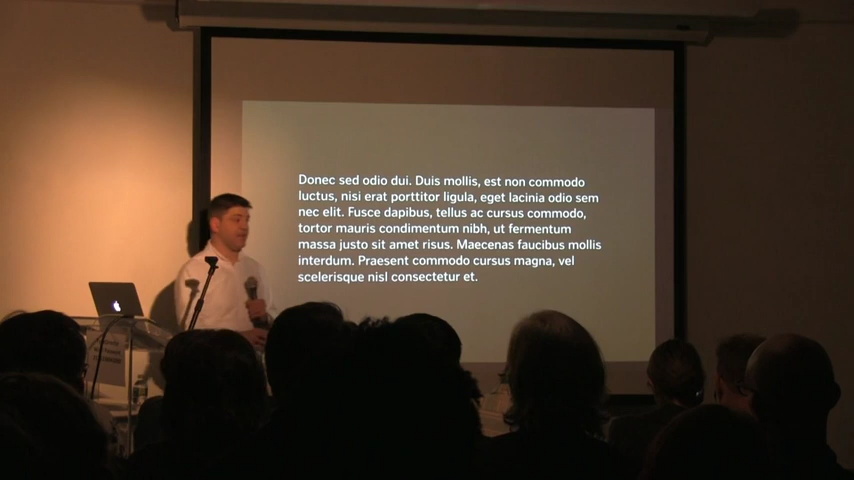 Donec sed odio dui. Duis mollis, est non commodo
luctus, nisi erat porttitor ligula, eget lacinia odio sem
nec elit. Fusce dapibus, tellus ac cursus commodo,
tortor mauris condimentum nibh, ut fermentum
massa justo sit amet risus. Maecenas faucibus mollis
interdum. Praesent commodo cursus magna, vel
scelerisque nisl consectetur et.